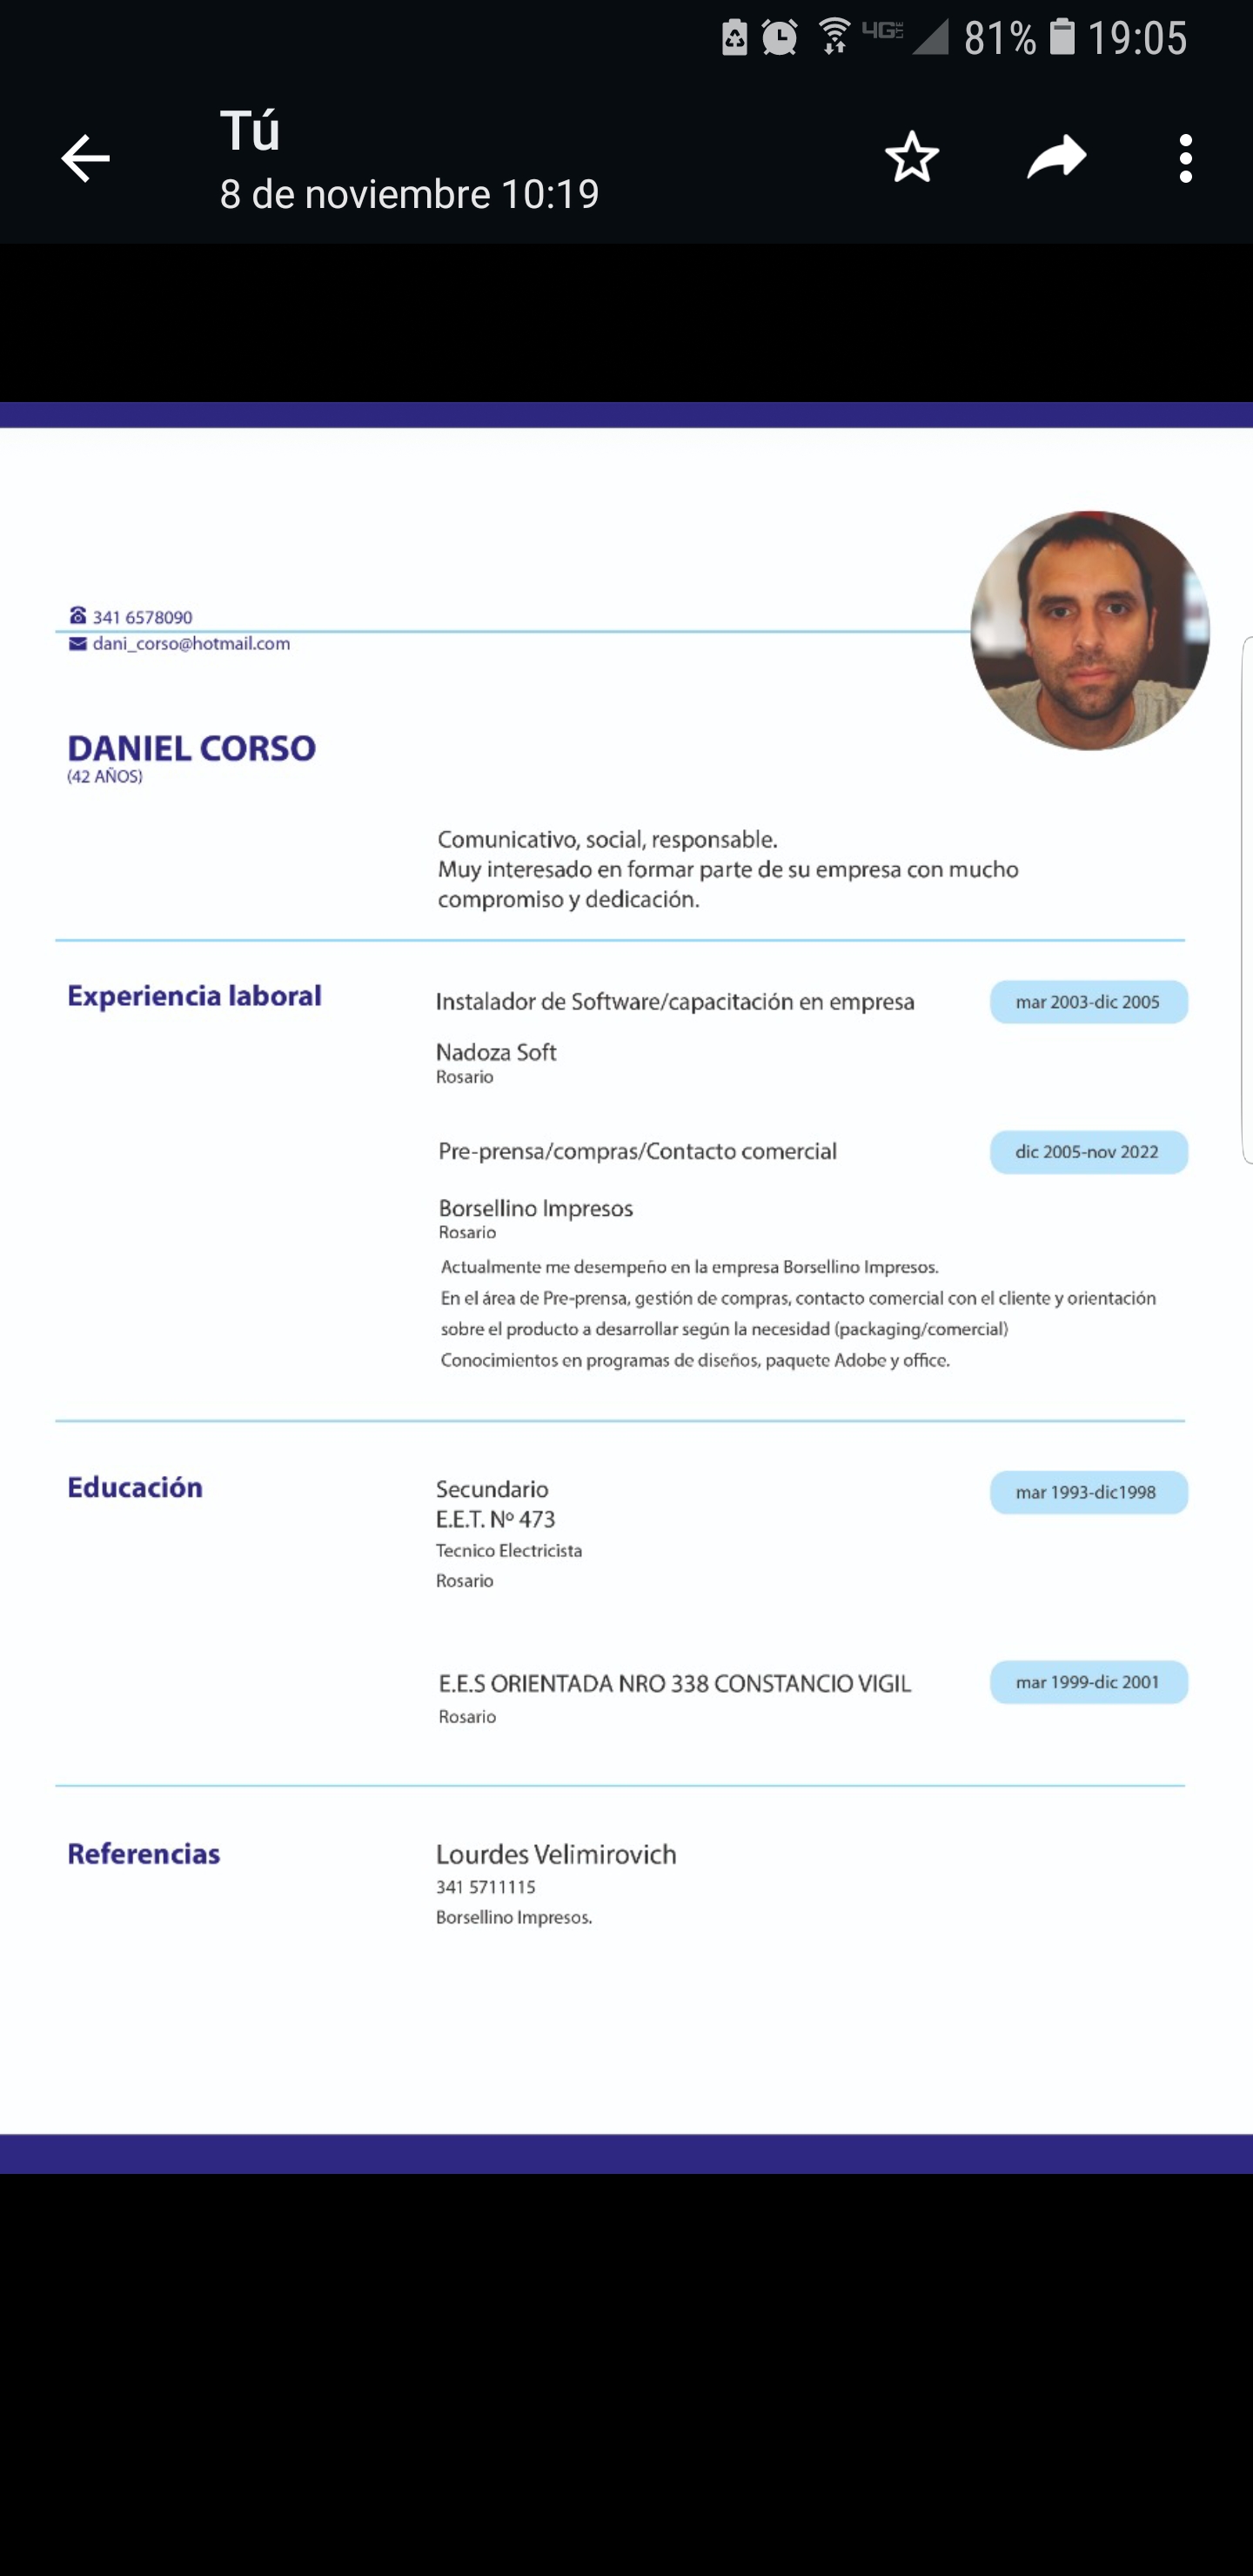 4G LTE 81% 19:05
Tú
8 de noviembre 10:19
341 6578090
dani_corso@hotmail.com
DANIEL CORSO
(42 AÑOS)
Comunicativo, social, responsable.
Muy interesado en formar parte de su empresa con mucho
compromiso y dedicación.
Experiencia laboral
Instalador de Software/capacitación en empresa
mar 2003-dic 2005
Nadoza Soft
Rosario
Pre-prensa/compras/Contacto comercial
dic 2005-nov 2022
Borsellino Impresos
Rosario
Actualmente me desempeño en la empresa Borsellino Impresos.
En el área de Pre-prensa, gestión de compras, contacto comercial con el cliente y orientación
sobre el producto a desarrollar según la necesidad (packaging/comercial)
Conocimientos en programas de diseños, paquete Adobe y office.
Educación
Secundario
mar 1993-dic1998
E.E.T. Nº 473
Tecnico Electricista
Rosario
E.E.S ORIENTADA NRO 338 CONSTANCIO VIGIL
mar 1999-dic 2001
Rosario
Referencias
Lourdes Velimirovich
341 5711115
Borsellino Impresos.